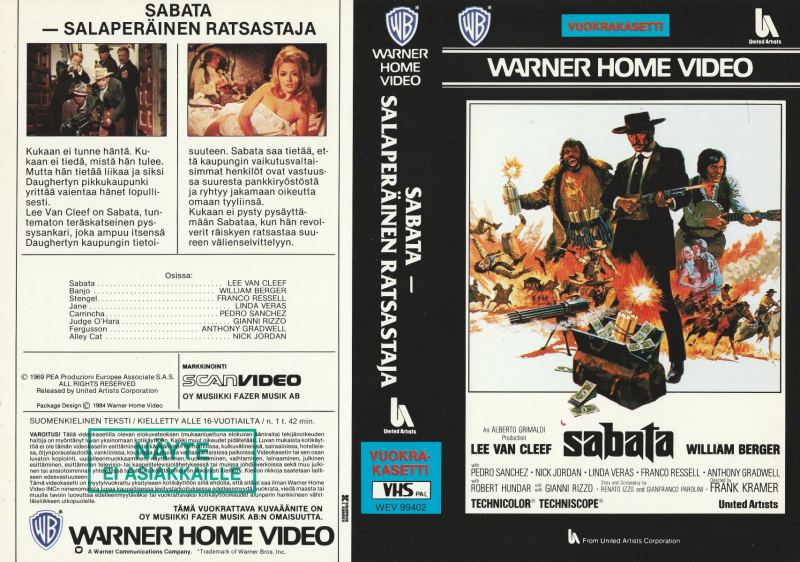 SABATA
— SALAPERÄINEN RATSASTAJA
Kukaan ei tunne häntä. Ku-
kaan ei tiedä, mistä hän tulee.
Mutta hän tietää liikaa ja siksi
Daughertyn pikkukaupunki
yrittää vaientaa hänet lopulli-
sesti.
Lee Van Cleef on Sabata, tun-
tematon teräskatseinen pys-
sysankari, joka ampuu itsensä
Daughertyn kaupungin tietoi-
suuteen. Sabata saa tietää, et-
tä kaupungin vaikutusvaltai-
simmat henkilöt ovat vastuus-
sa suuresta pankkiryöstöstä
ja ryhtyy jakamaan oikeutta
omaan tyyliinsä.
Kukaan ei pysty pysäyttä-
mään Sabataa, kun hän revol-
verit räiskyen ratsastaa suu-
reen välienselvittelyyn.
Osissa:
Sabata LEE VAN CLEEF
Banjo WILLIAM BERGER
Stengel FRANCO RESSELL
Jane LINDA VERAS
Carrincha PEDRO SANCHEZ
Judge O'Hara GIANNI RIZZO
Fergusson ANTHONY GRADWELL
Alley Cat NICK JORDAN
© 1969 PEA Produzioni Europee Associate S.A.S.
ALL RIGHTS RESERVED
Released by United Artists Corporation
Package Design © 1984 Warner Home Video
MARKKINOINTI
SCANVIDEO
OY MUSIIKKI FAZER MUSIK AB
SUOMENKIELINEN TEKSTI / KIELLETTY ALLE 16-VUOTIAILTA / n. 1 t. 42 min.
VAROITUS!
NÄYTE
EI ASIAKKAILLE
TÄMÄ VUOKRATTAVA KUVAÄÄNITE ON
OY MUSIIKKI FAZER MUSIK AB:N OMAISUUTTA.
WB
WARNER HOME VIDEO
A Warner Communications Company. *Trademark of Warner Bros. Inc.
WB*
WARNER
HOME
VIDEO
SABATA —
SALAPERÄINEN RATSASTAJA
United Artists
VUOKRA-
KASETTI
VHS PAL
WEV 99402
WB*
VUOKRAKASETTI
United Artists
WARNER HOME VIDEO
An ALBERTO GRIMALDI
Production
LEE VAN CLEEF sabata WILLIAM BERGER
with
PEDRO SANCHEZ · NICK JORDAN · LINDA VERAS · FRANCO RESSELL · ANTHONY GRADWELL
with
ROBERT HUNDAR and with GIANNI RIZZO Story and Screenplay by RENATO IZZO and GIANFRANCO PAROLINI · Directed by FRANK KRAMER
TECHNICOLOR® TECHNISCOPE® United Artists
From United Artists Corporation